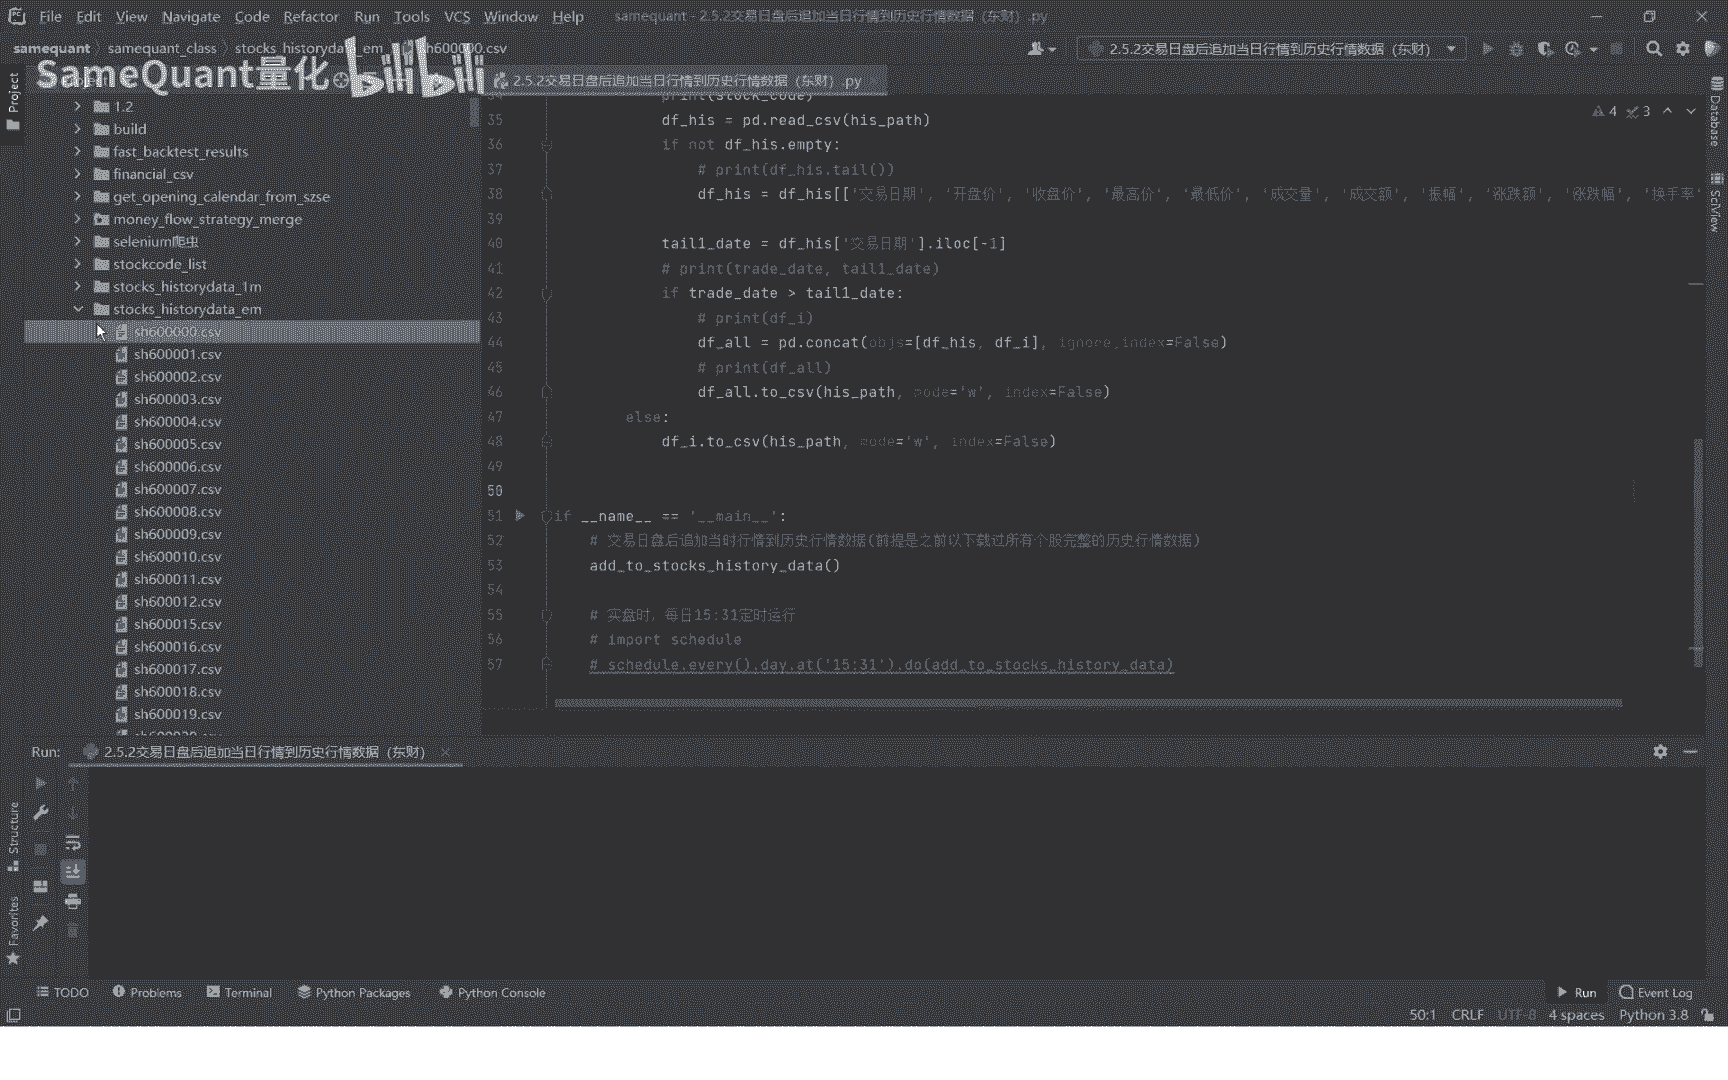 File Edit View Navigate Code Refactor Run Tools VCS Window Help samequant - 2.5.2交易日盘后追加当日行情到历史行情数据（东财）.py
samequant samequant_class stocks_historydata_em sh600000.csv 2.5.2交易日盘后追加当日行情到历史行情数据（东财）
SameQuant量化 bilibili
2.5.2交易日盘后追加当日行情到历史行情数据（东财）.py
Project
1.2
build
fast_backtest_results
financial_csv
get_opening_calendar_from_szse
money_flow_strategy_merge
selenium爬虫
stockcode_list
stocks_historydata_1m
stocks_historydata_em
sh600000.csv
sh600001.csv
sh600002.csv
sh600003.csv
sh600004.csv
sh600005.csv
sh600006.csv
sh600007.csv
sh600008.csv
sh600009.csv
sh600010.csv
sh600011.csv
sh600012.csv
sh600015.csv
sh600016.csv
sh600017.csv
sh600018.csv
sh600019.csv
34 print(stock_code)
35 df_his = pd.read_csv(his_path)
36 if not df_his.empty:
37 # print(df_his.tail())
38 df_his = df_his[['交易日期', '开盘价', '收盘价', '最高价', '最低价', '成交量', '成交额', '振幅', '涨跌额', '涨跌幅', '换手率'
39
40 tail1_date = df_his['交易日期'].iloc[-1]
41 # print(trade_date, tail1_date)
42 if trade_date > tail1_date:
43 # print(df_i)
44 df_all = pd.concat(objs=[df_his, df_i], ignore_index=False)
45 # print(df_all)
46 df_all.to_csv(his_path, mode='w', index=False)
47 else:
48 df_i.to_csv(his_path, mode='w', index=False)
49
50
51 if __name__ == '__main__':
52 # 交易日盘后追加当时行情到历史行情数据(前提是之前以下载过所有个股完整的历史行情数据)
53 add_to_stocks_history_data()
54
55 # 实盘时，每日15:31定时运行
56 # import schedule
57 # schedule.every().day.at('15:31').do(add_to_stocks_history_data)
4 3
Database
SciView
Run: 2.5.2交易日盘后追加当日行情到历史行情数据（东财）
Structure
Favorites
TODO Problems Terminal Python Packages Python Console Run Event Log
50:1 CRLF UTF-8 4 spaces Python 3.8